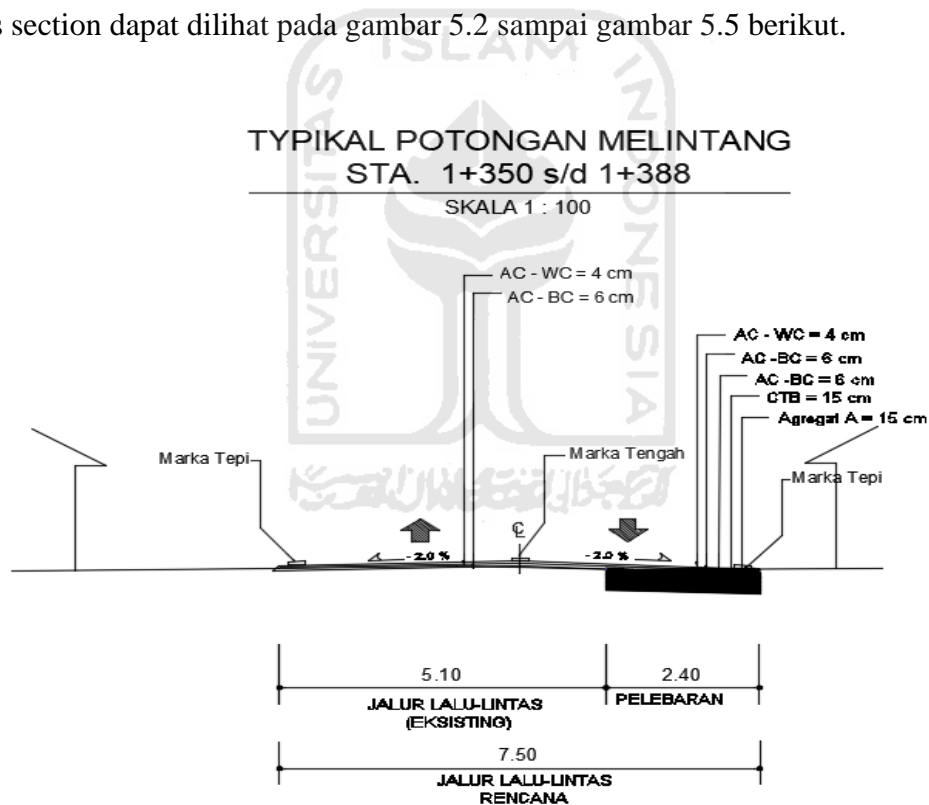 s section dapat dilihat pada gambar 5.2 sampai gambar 5.5 berikut.
ISLAM
UNIVERSITAS
INDONESIA
TYPIKAL POTONGAN MELINTANG
STA. 1+350 s/d 1+388
SKALA 1 : 100
AC - WC = 4 cm
AC - BC = 6 cm
AC - WC = 4 cm
AC -BC = 6 cm
AC -BC = 6 cm
CTB = 15 cm
Agregat A = 15 cm
Marka Tepi
Marka Tengah
Marka Tepi
℄
- 2.0 %
- 2.0 %
5.10
2.40
JALUR LALU-LINTAS
(EKSISTING)
PELEBARAN
7.50
JALUR LALU-LINTAS
RENCANA